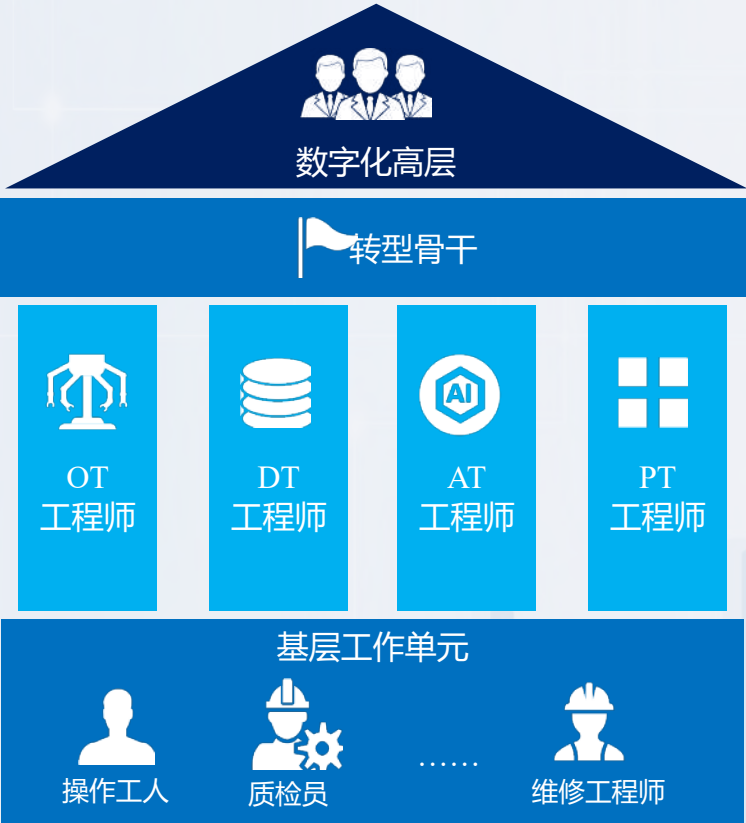 数字化高层
转型骨干
OT
工程师
DT
工程师
AI
AT
工程师
PT
工程师
基层工作单元
操作工人
质检员
……
维修工程师